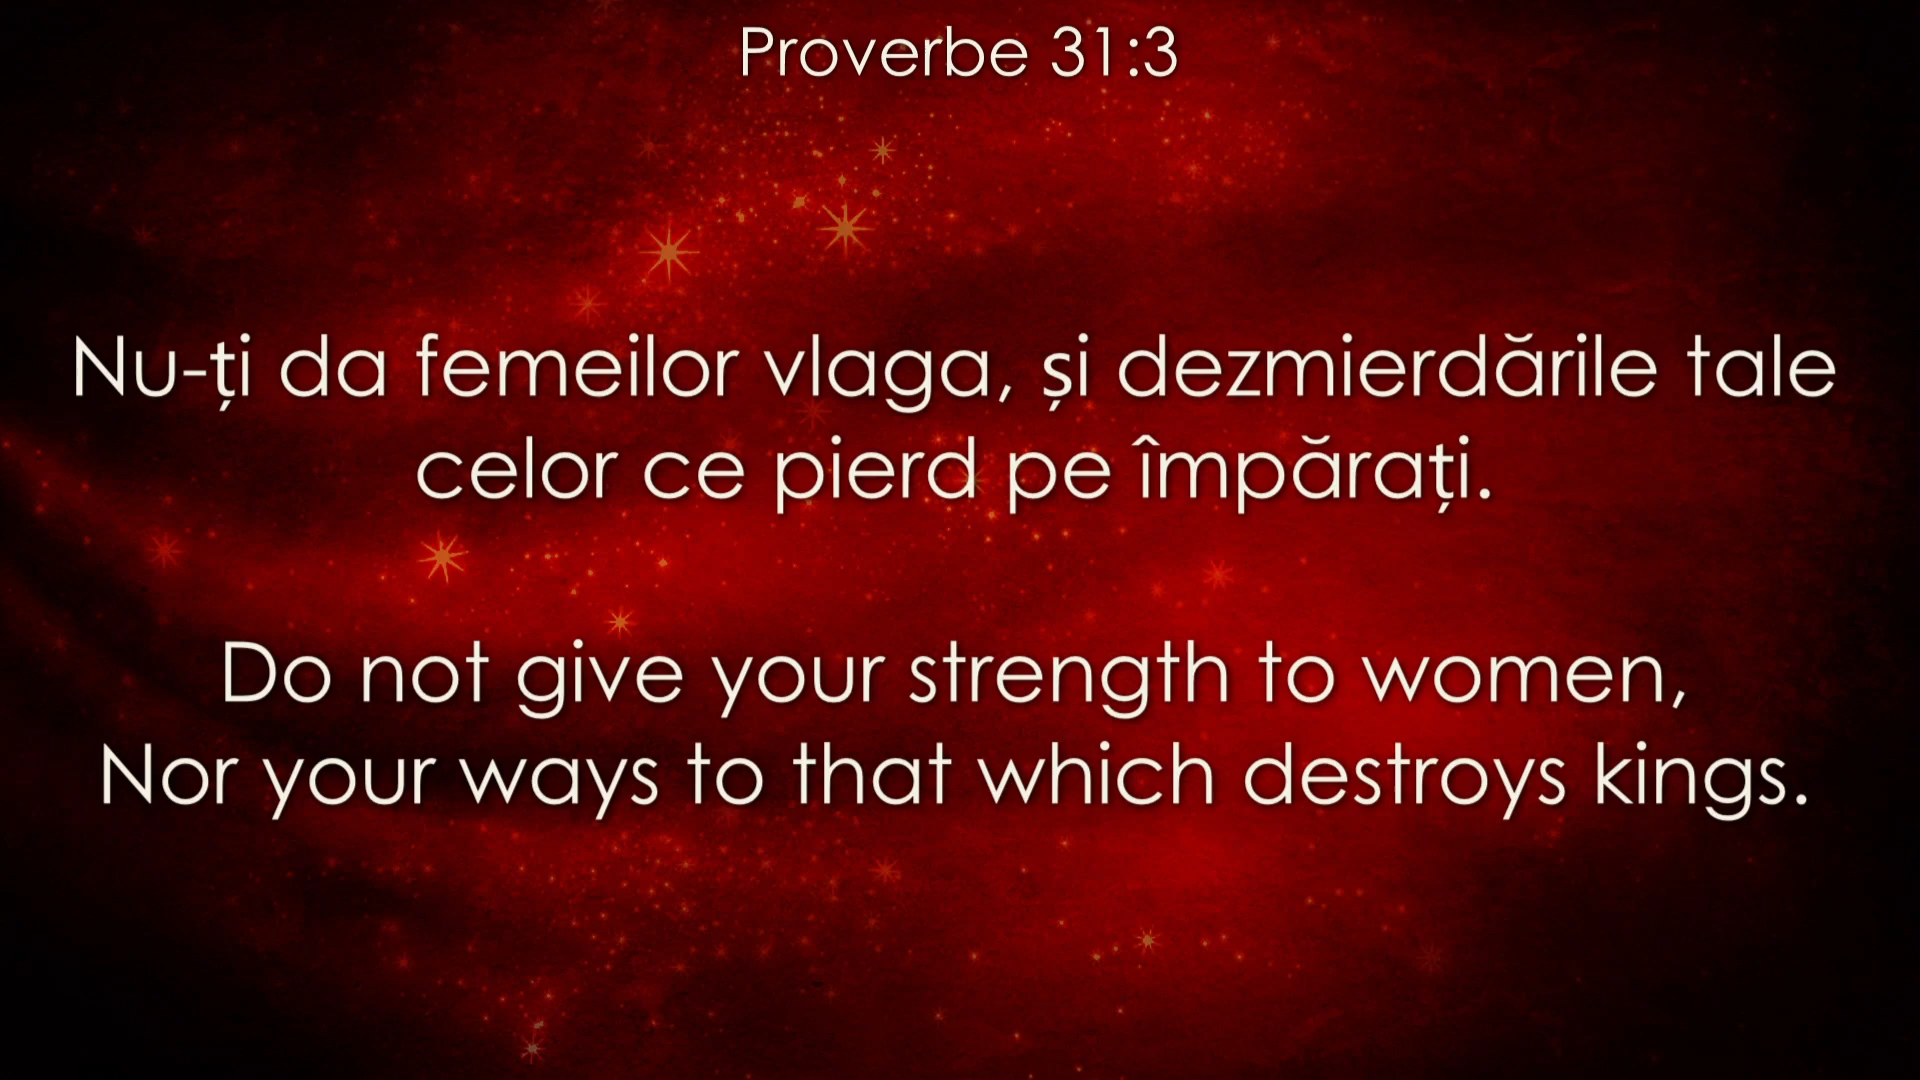 Proverbe 31:3
Nu-ți da femeilor vlaga, și dezmierdările tale
celor ce pierd pe împărați.
Do not give your strength to women,
Nor your ways to that which destroys kings.